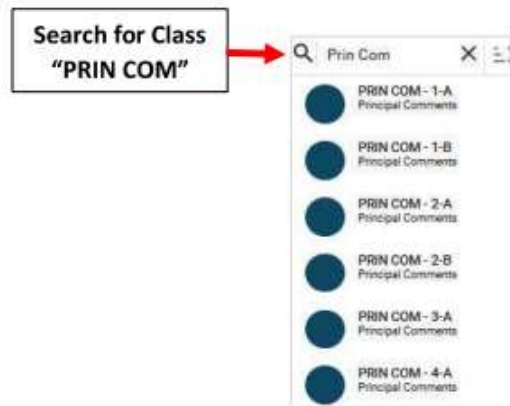 Search for Class
“PRIN COM”
Prin Com
PRIN COM - 1-A
Principal Comments
PRIN COM - 1-B
Principal Comments
PRIN COM - 2-A
Principal Comments
PRIN COM - 2-B
Principal Comments
PRIN COM - 3-A
Principal Comments
PRIN COM - 4-A
Principal Comments